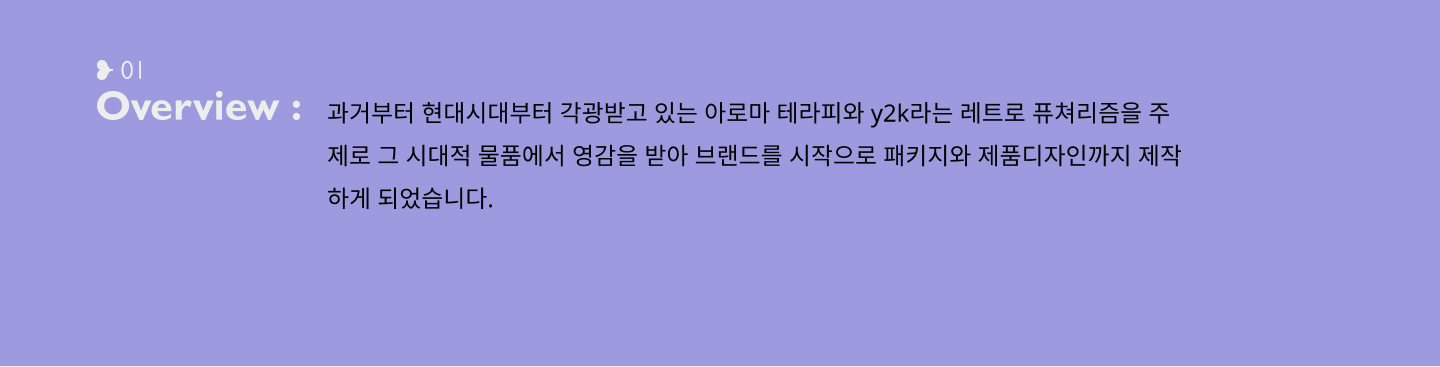 ❥ 01
Overview : 과거부터 현대시대부터 각광받고 있는 아로마 테라피와 y2k라는 레트로 퓨쳐리즘을 주
제로 그 시대적 물품에서 영감을 받아 브랜드를 시작으로 패키지와 제품디자인까지 제작
하게 되었습니다.